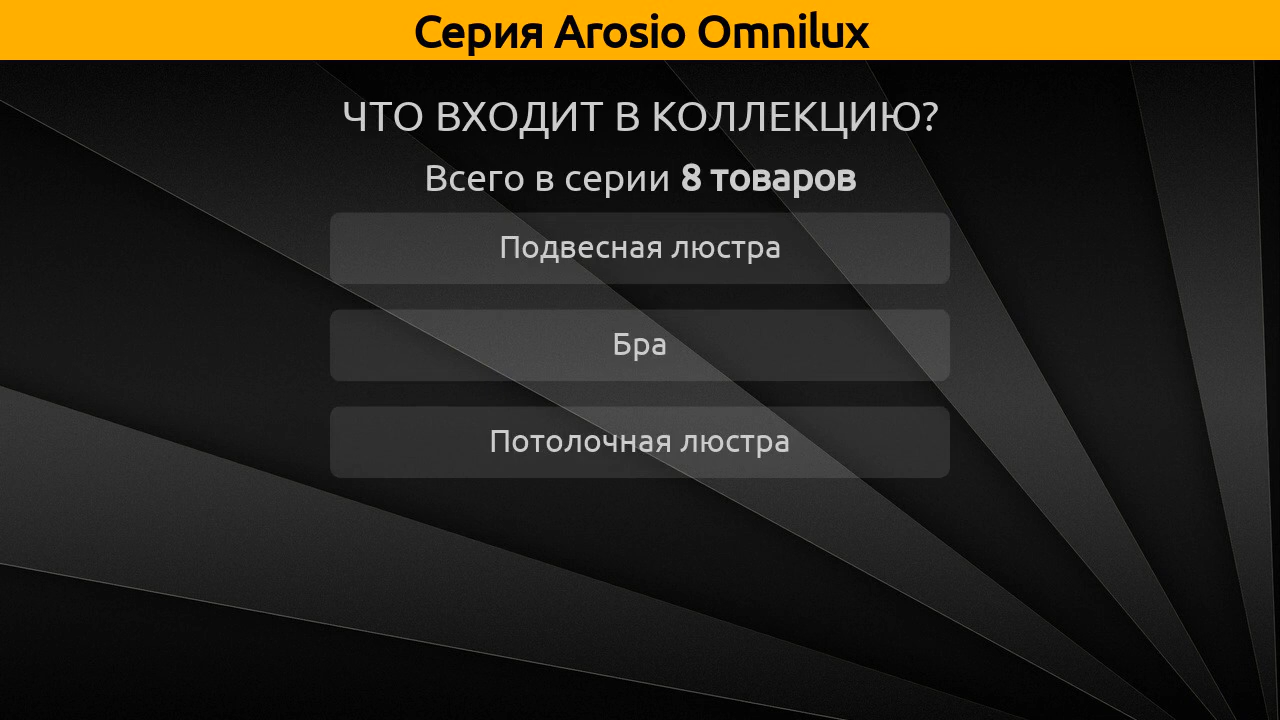 Серия Arosio Omnilux
ЧТО ВХОДИТ В КОЛЛЕКЦИЮ?
Всего в серии 8 товаров
Подвесная люстра
Бра
Потолочная люстра